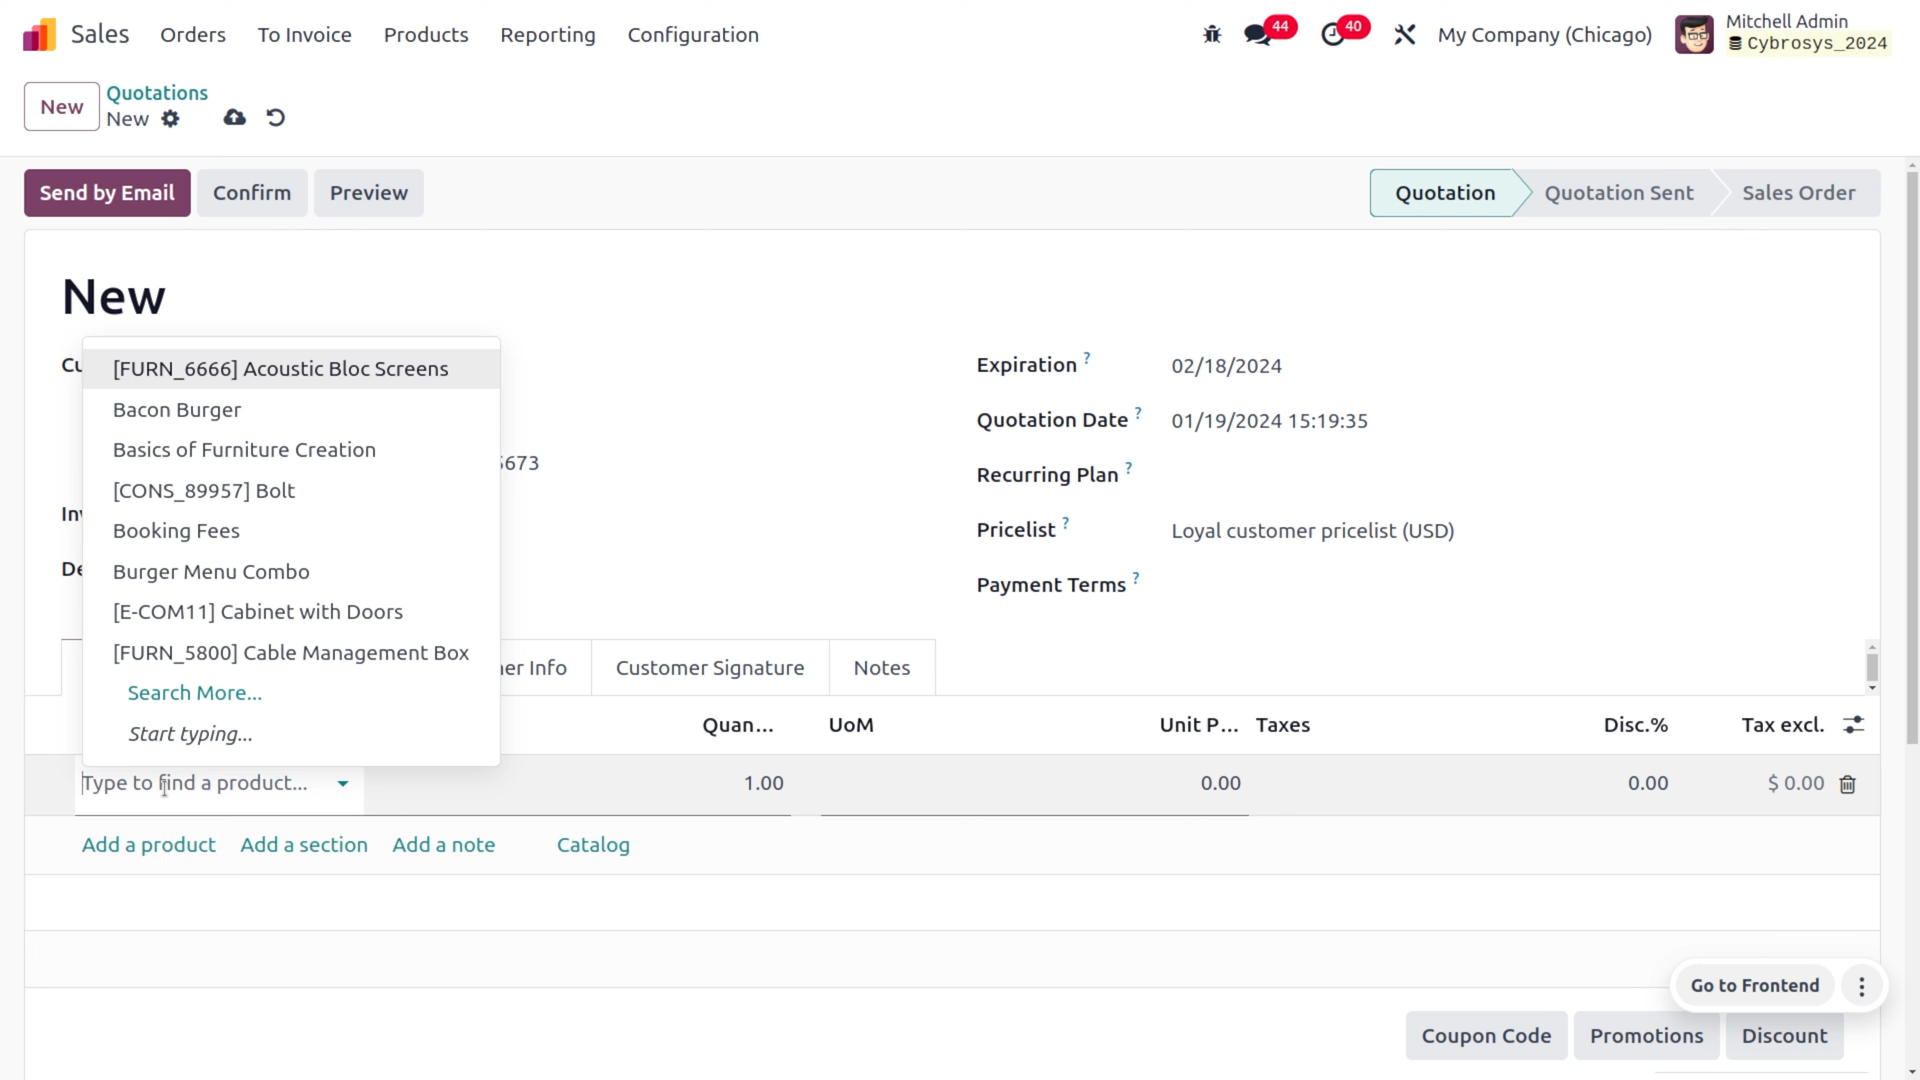 Sales Orders To Invoice Products Reporting Configuration 44 40 My Company (Chicago) Mitchell Admin
Cybrosys_2024
New Quotations
New
Send by Email Confirm Preview Quotation Quotation Sent Sales Order
New
Cu
[FURN_6666] Acoustic Bloc Screens
Bacon Burger
Basics of Furniture Creation
5673
[CONS_89957] Bolt
Inv
Booking Fees
De
Burger Menu Combo
[E-COM11] Cabinet with Doors
[FURN_5800] Cable Management Box
Search More...
Start typing...
Expiration ? 02/18/2024
Quotation Date ? 01/19/2024 15:19:35
Recurring Plan ?
Pricelist ? Loyal customer pricelist (USD)
Payment Terms ?
er Info Customer Signature Notes
Quan... UoM Unit P... Taxes Disc.% Tax excl.
Type to find a product... 1.00 0.00 0.00 $ 0.00
Add a product Add a section Add a note Catalog
Go to Frontend
Coupon Code Promotions Discount